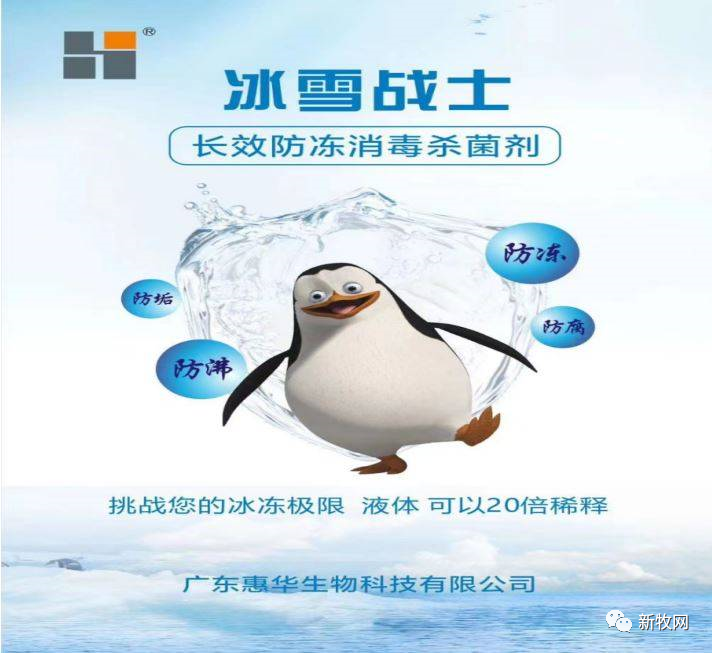 ®
冰雪战士
长效防冻消毒杀菌剂
防冻
防垢
防腐
防沸
挑战您的冰冻极限 液体 可以20倍稀释
广东惠华生物科技有限公司
新牧网